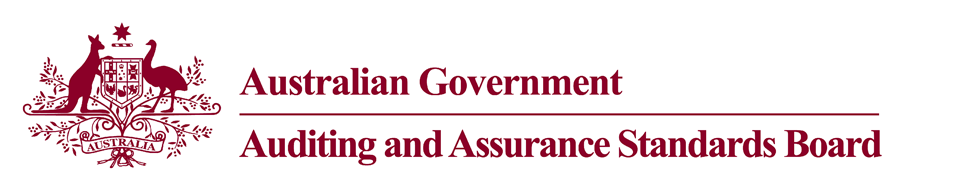 Australian Government
AUSTRALIA
Auditing and Assurance Standards Board